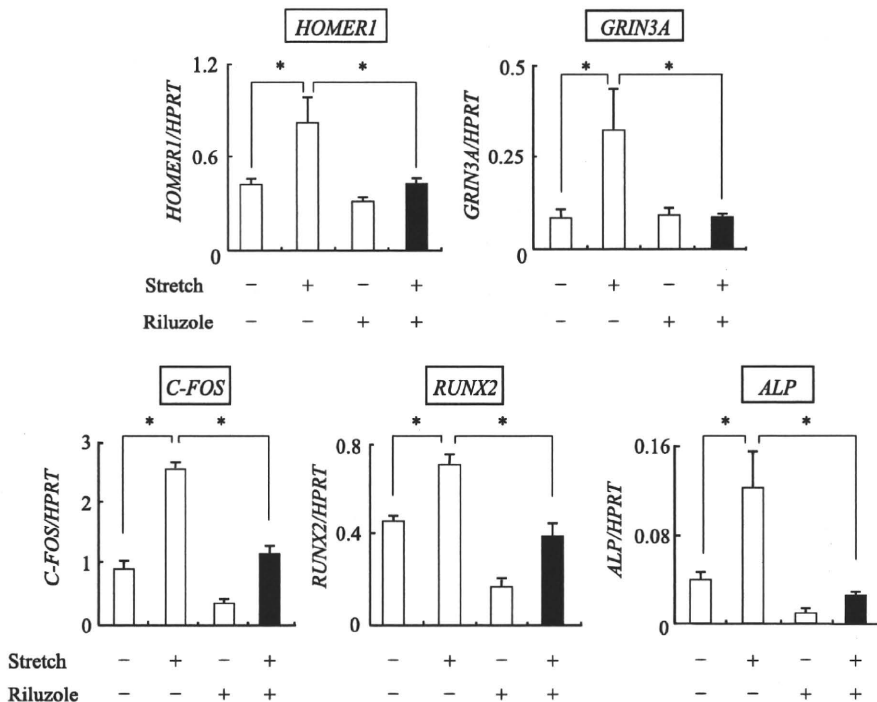 HOMER1
GRIN3A
* *
* *
1.2
0.6
0
HOMER1/HPRT
0.5
0.25
0
GRIN3A/HPRT
Stretch − + − + − + − +
Riluzole − − + + − − + +
C-FOS
RUNX2
ALP
* *
* *
* *
3
2
1
0
C-FOS/HPRT
0.8
0.4
0
RUNX2/HPRT
0.16
0.08
0
ALP/HPRT
Stretch − + − + − + − + − + − +
Riluzole − − + + − − + + − − + +